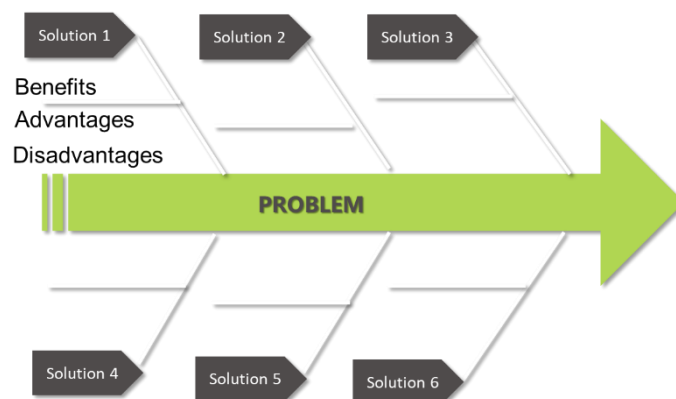 Solution 1
Solution 2
Solution 3
Benefits
Advantages
Disadvantages
PROBLEM
Solution 4
Solution 5
Solution 6